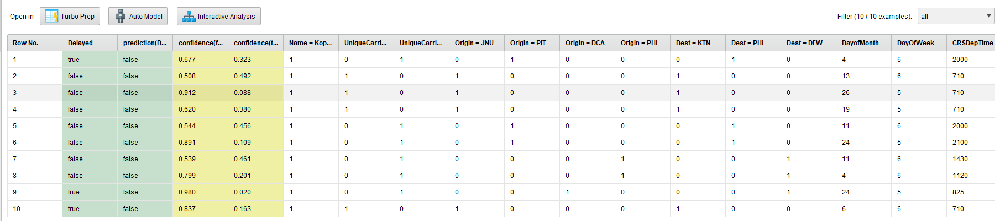 Open in Turbo Prep Auto Model Interactive Analysis Filter (10 / 10 examples): all
Row No. Delayed prediction(D... confidence(f... confidence(t... Name = Kop... UniqueCarri... UniqueCarri... Origin = JNU Origin = PIT Origin = DCA Origin = PHL Dest = KTN Dest = PHL Dest = DFW DayofMonth DayOfWeek CRSDepTime
1 true false 0.677 0.323 1 0 1 0 1 0 0 0 1 0 4 6 2000
2 false false 0.508 0.492 1 1 0 1 0 0 0 1 0 0 13 6 710
3 false false 0.912 0.088 1 1 0 1 0 0 0 1 0 0 26 5 710
4 false false 0.620 0.380 1 1 0 1 0 0 0 1 0 0 19 5 710
5 false false 0.544 0.456 1 0 1 0 1 0 0 0 1 0 11 6 2000
6 false false 0.891 0.109 1 0 1 0 1 0 0 0 1 0 24 5 2100
7 false false 0.539 0.461 1 0 1 0 0 0 1 0 0 1 11 6 1430
8 false false 0.799 0.201 1 0 1 0 0 0 1 0 0 1 4 6 1120
9 true false 0.980 0.020 1 0 1 0 0 1 0 0 0 1 24 5 825
10 true false 0.837 0.163 1 1 0 1 0 0 0 1 0 0 6 6 710